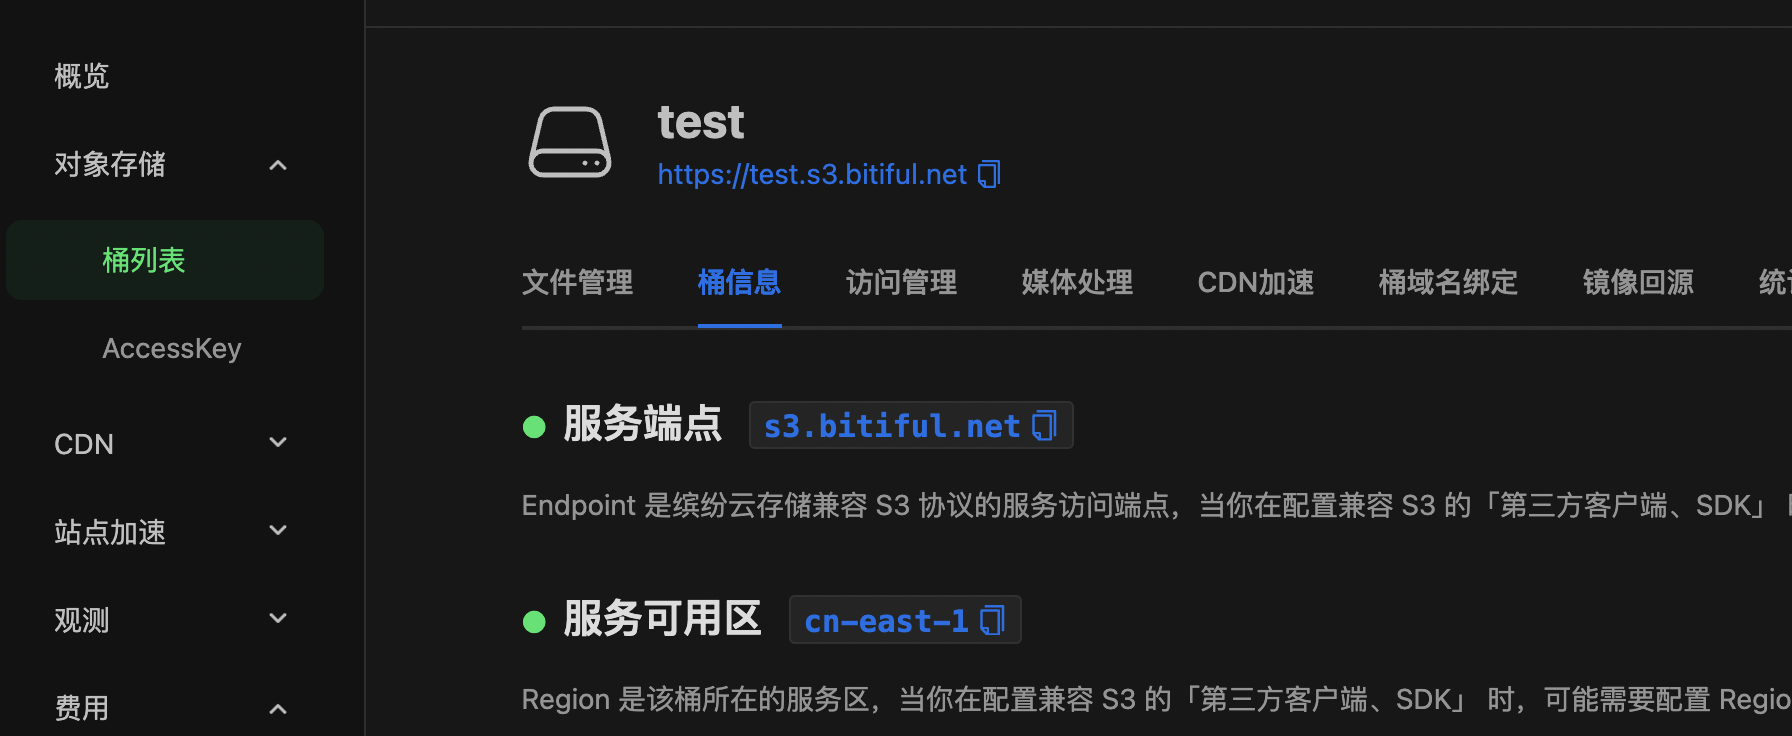 概览
对象存储
桶列表
AccessKey
CDN
站点加速
观测
费用
test
https://test.s3.bitiful.net
文件管理 桶信息 访问管理 媒体处理 CDN加速 桶域名绑定 镜像回源 统
服务端点 s3.bitiful.net
Endpoint 是缤纷云存储兼容 S3 协议的服务访问端点，当你在配置兼容 S3 的「第三方客户端、SDK」
服务可用区 cn-east-1
Region 是该桶所在的服务区，当你在配置兼容 S3 的「第三方客户端、SDK」 时，可能需要配置 Regio